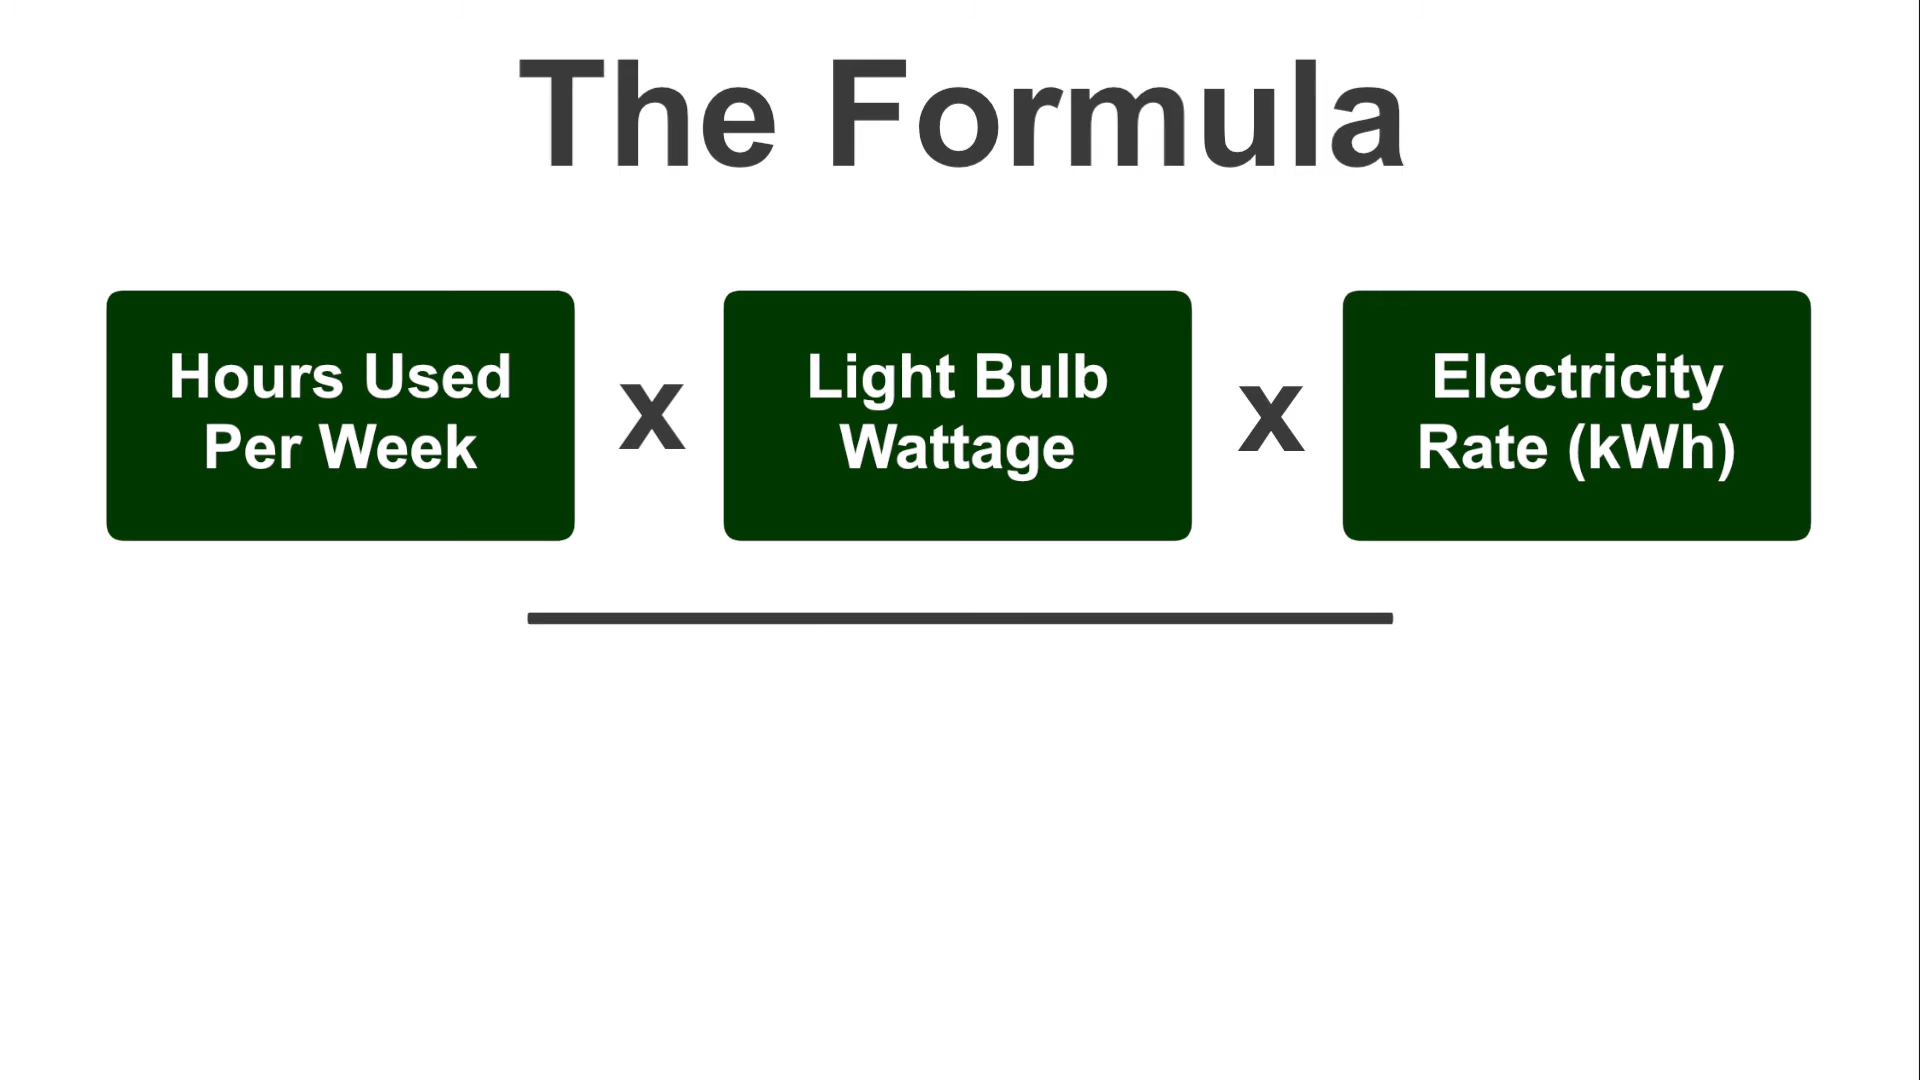 The Formula
Hours Used
Per Week
x
Light Bulb
Wattage
x
Electricity
Rate (kWh)